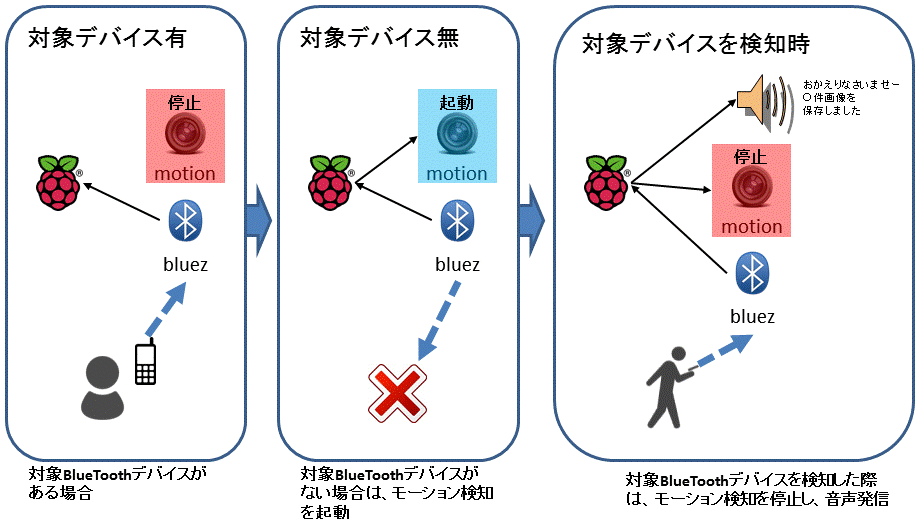 対象デバイス有
停止
motion
®
bluez
対象BlueToothデバイスが
ある場合
対象デバイス無
起動
motion
®
bluez
対象BlueToothデバイスが
ない場合は、モーション検知
を起動
対象デバイスを検知時
おかえりなさいませー
〇件画像を
保存しました
停止
motion
®
bluez
対象BlueToothデバイスを検知した際
は、モーション検知を停止し、音声発信